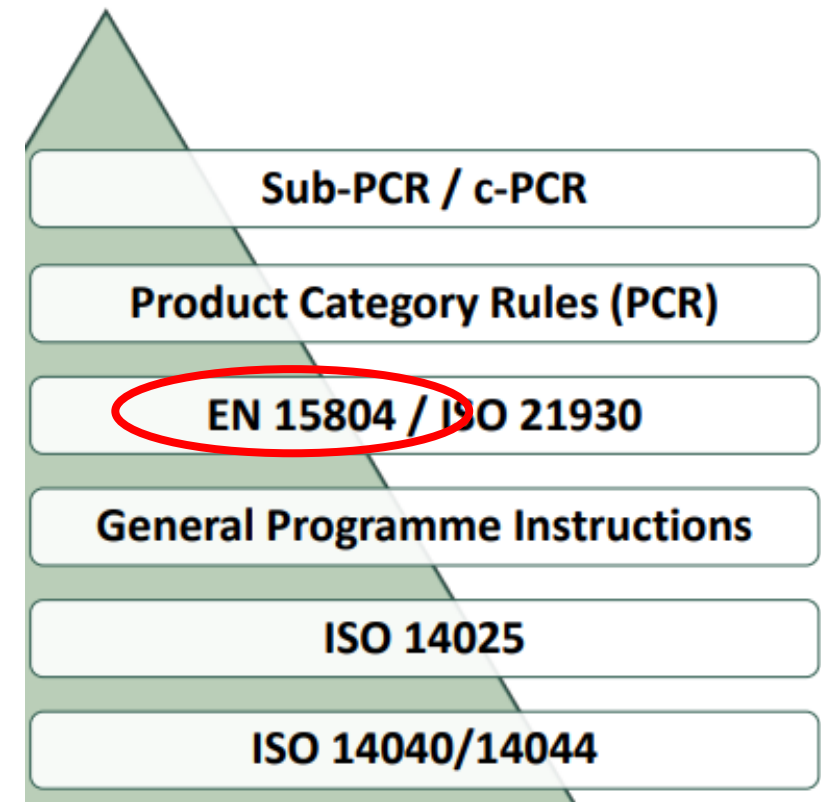 Sub-PCR / c-PCR
Product Category Rules (PCR)
EN 15804 / ISO 21930
General Programme Instructions
ISO 14025
ISO 14040/14044